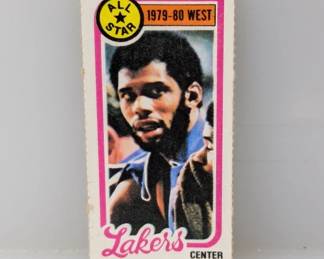 ALL
STAR
1979-80 WEST
Lakers
CENTER